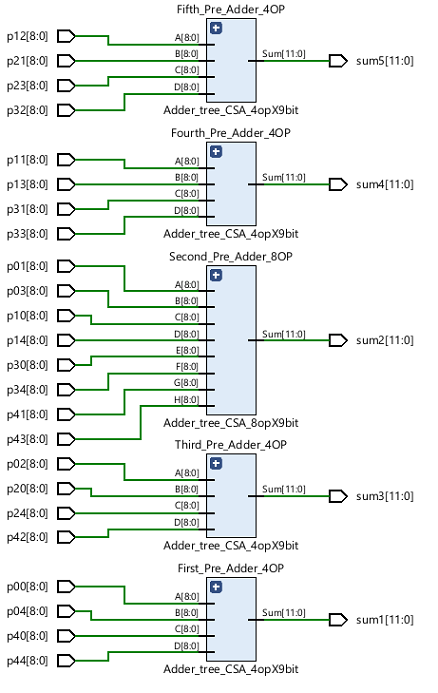 Fifth_Pre_Adder_4OP
p12[8:0]
A[8:0]
p21[8:0]
B[8:0]
Sum[11:0]
sum5[11:0]
p23[8:0]
C[8:0]
p32[8:0]
D[8:0]
Adder_tree_CSA_4opX9bit
Fourth_Pre_Adder_4OP
p11[8:0]
A[8:0]
p13[8:0]
B[8:0]
Sum[11:0]
sum4[11:0]
p31[8:0]
C[8:0]
p33[8:0]
D[8:0]
Adder_tree_CSA_4opX9bit
Second_Pre_Adder_8OP
p01[8:0]
A[8:0]
p03[8:0]
B[8:0]
p10[8:0]
C[8:0]
p14[8:0]
D[8:0]
Sum[11:0]
sum2[11:0]
p30[8:0]
E[8:0]
p34[8:0]
F[8:0]
p41[8:0]
G[8:0]
p43[8:0]
H[8:0]
Adder_tree_CSA_8opX9bit
Third_Pre_Adder_4OP
p02[8:0]
A[8:0]
p20[8:0]
B[8:0]
Sum[11:0]
sum3[11:0]
p24[8:0]
C[8:0]
p42[8:0]
D[8:0]
Adder_tree_CSA_4opX9bit
First_Pre_Adder_4OP
p00[8:0]
A[8:0]
p04[8:0]
B[8:0]
Sum[11:0]
sum1[11:0]
p40[8:0]
C[8:0]
p44[8:0]
D[8:0]
Adder_tree_CSA_4opX9bit